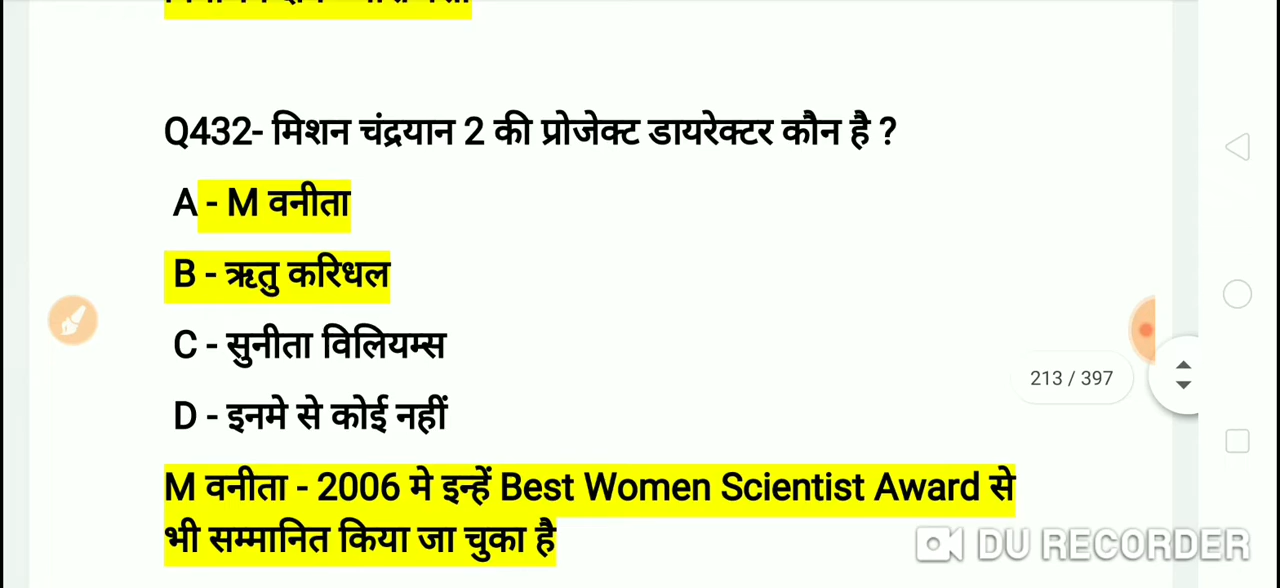 Q432- मिशन चंद्रयान 2 की प्रोजेक्ट डायरेक्टर कौन है ?
A - M वनीता
B - ऋतु करिधल
C - सुनीता विलियम्स
D - इनमे से कोई नहीं
213 / 397
M वनीता - 2006 मे इन्हें Best Women Scientist Award से
भी सम्मानित किया जा चुका है
DU RECORDER